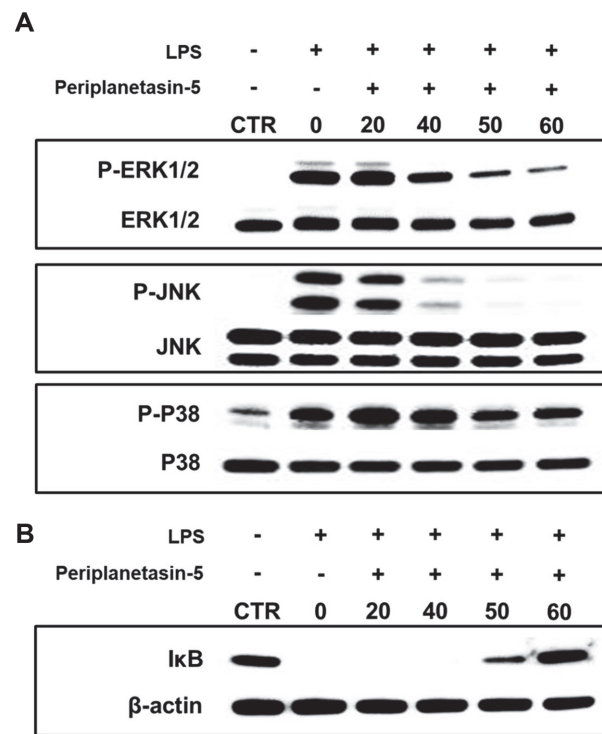 A
LPS - + + + + +
Periplanetasin-5 - - + + + +
CTR 0 20 40 50 60
P-ERK1/2
ERK1/2
P-JNK
JNK
P-P38
P38
B
LPS - + + + + +
Periplanetasin-5 - - + + + +
CTR 0 20 40 50 60
IκB
β-actin